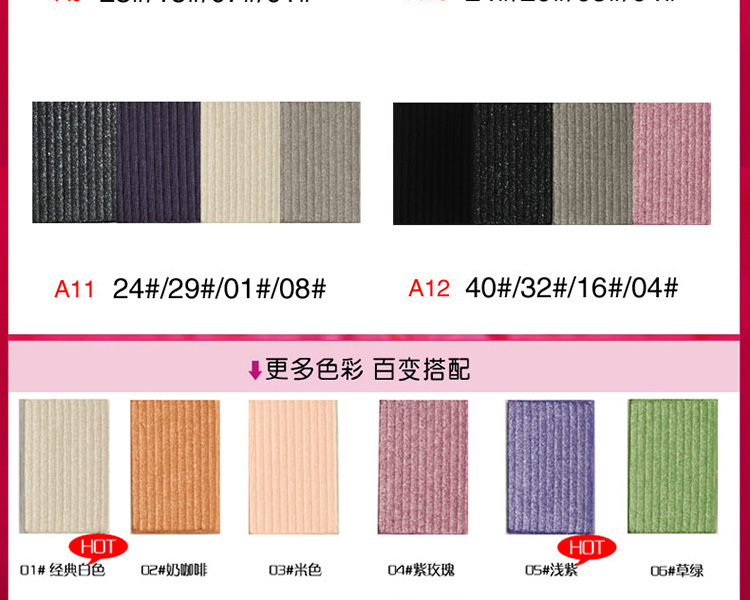 A11 24#/29#/01#/08#
A12 40#/32#/16#/04#
更多色彩 百变搭配
HOT
HOT
01# 经典白色
02#奶咖啡
03#米色
04#紫玫瑰
05#浅紫
06#草绿